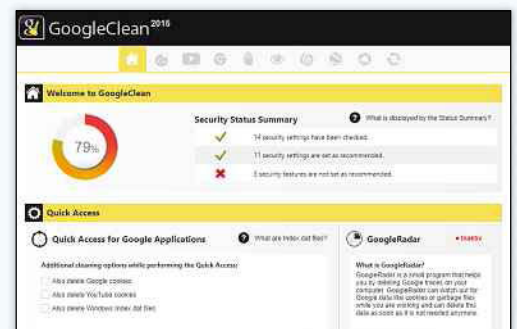 GoogleClean 2016
Welcome to GoogleClean
Security Status Summary
What is displayed by the Status Summary?
79%
14 security settings have been checked.
11 security settings are set as recommended.
security features are not set as recommended.
Quick Access
Quick Access for Google Applications
What are Index.dat files?
GoogleRadar
Additional cleaning options while performing the Quick Access:
Also delete Google cookies
Also delete YouTube cookies
Also delete Windows Index.dat files
What is GoogleRadar?
GoogleRadar is a small program that helps
you by deleting Google traces on your
computer. GoogleRadar can watch out for
Google data like cookies or garbage files
while you are working and can delete this
data as soon as it is not needed anymore.